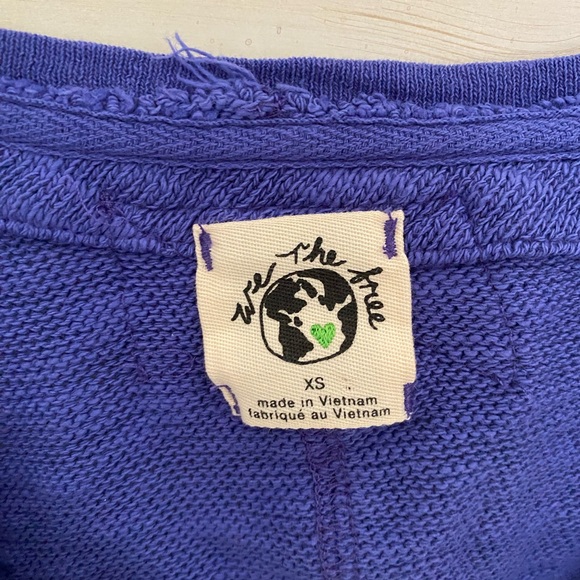 We The Free
XS
made in Vietnam
fabriqué au Vietnam